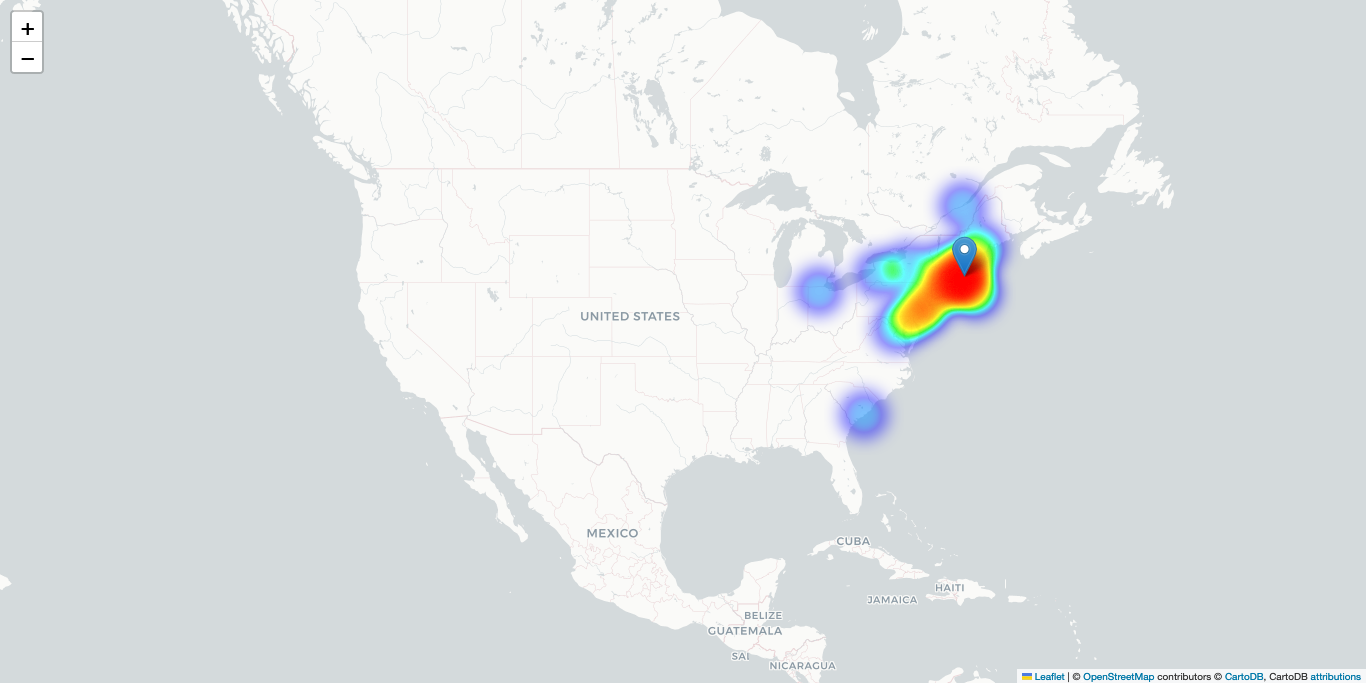 +
−
UNITED STATES
MEXICO
CUBA
HAITI
JAMAICA
BELIZE
GUATEMALA
SAL
NICARAGUA
Leaflet | © OpenStreetMap contributors © CartoDB, CartoDB attributions